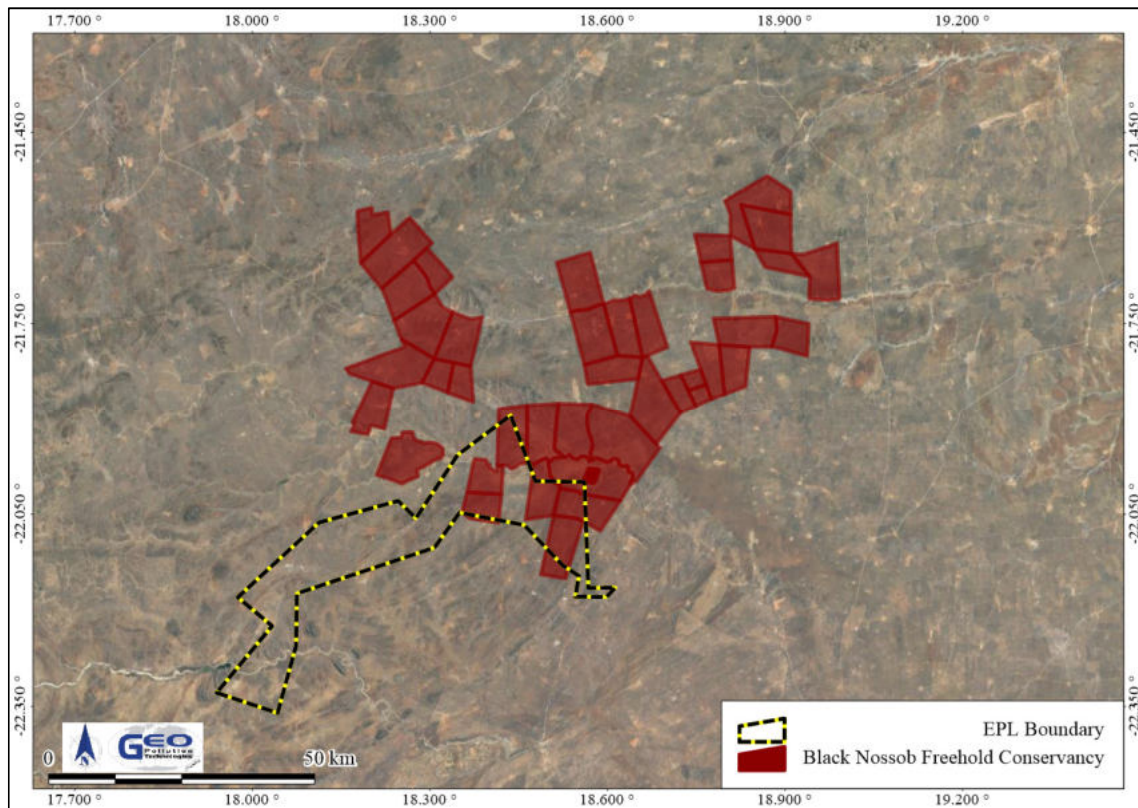 17.700 ° 18.000 ° 18.300 ° 18.600 ° 18.900 ° 19.200 °
-21.450 ° -21.450 °
-21.750 ° -21.750 °
-22.050 ° -22.050 °
-22.350 ° -22.350 °
EPL Boundary
Black Nossob Freehold Conservancy
GEO
Pollution
Technologies
0 50 km
17.700 ° 18.000 ° 18.300 ° 18.600 ° 18.900 ° 19.200 °